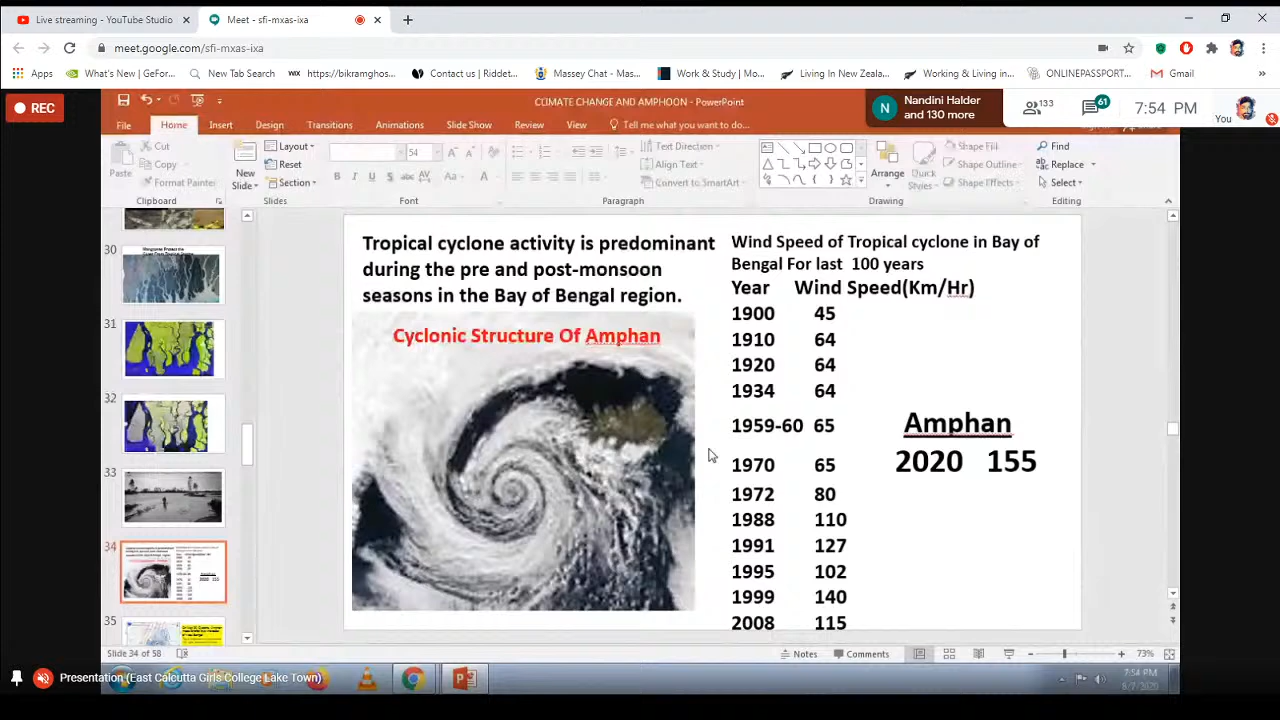 Live streaming - YouTube Studio
Meet - sfi-mxas-ixa
meet.google.com/sfi-mxas-ixa
Apps
What's New | GeFor...
New Tab Search
https://bikramghos...
Contact us | Riddet...
Massey Chat - Mas...
Work & Study | Mo...
Living In New Zeala...
Working & Living in...
ONLINEPASSPORT...
Gmail
REC
CLIMATE CHANGE AND AMPHOON - PowerPoint
N
Nandini Halder
and 130 more
133
61
7:54 PM
You
File
Home
Insert
Design
Transitions
Animations
Slide Show
Review
View
Tell me what you want to do...
Paste
Cut
Copy
Format Painter
Clipboard
New
Slide
Layout
Reset
Section
Slides
54
Font
Text Direction
Align Text
Convert to SmartArt
Paragraph
Arrange
Quick
Styles
Shape Fill
Shape Outline
Shape Effects
Drawing
Find
Replace
Select
Editing
30
31
32
33
34
35
Tropical cyclone activity is predominant
during the pre and post-monsoon
seasons in the Bay of Bengal region.
Cyclonic Structure Of Amphan
Wind Speed of Tropical cyclone in Bay of
Bengal For last 100 years
Year Wind Speed(Km/Hr)
1900 45
1910 64
1920 64
1934 64
1959-60 65
1970 65
1972 80
1988 110
1991 127
1995 102
1999 140
2008 115
Amphan
2020 155
Slide 34 of 58
Notes
Comments
73%
Presentation (East Calcutta Girls College Lake Town)
7:54 PM
8/7/2020